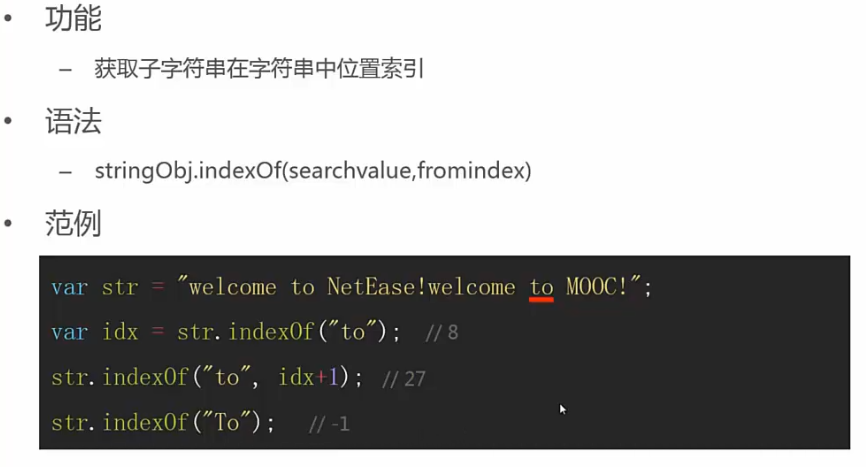 • 功能
– 获取子字符串在字符串中位置索引
• 语法
– stringObj.indexOf(searchvalue,fromindex)
• 范例
var str = "welcome to NetEase!welcome to MOOC!";
var idx = str.indexOf("to"); // 8
str.indexOf("to", idx+1); // 27
str.indexOf("To"); // -1